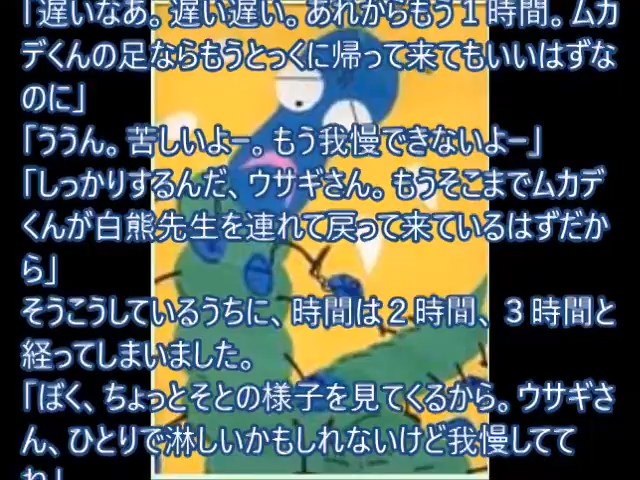 「遅いなあ。遅い遅い。あれからもう１時間。ムカ
デくんの足ならもうとっくに帰って来てもいいはずな
のに」
「ううん。苦しいよー。もう我慢できないよー」
「しっかりするんだ、ウサギさん。もうそこまでムカデ
くんが白熊先生を連れて戻って来ているはずだか
ら」
そうこうしているうちに、時間は２時間、３時間と
経ってしまいました。
「ぼく、ちょっとそとの様子を見てくるから。ウサギさ
ん、ひとりで淋しいかもしれないけど我慢してて
ね」